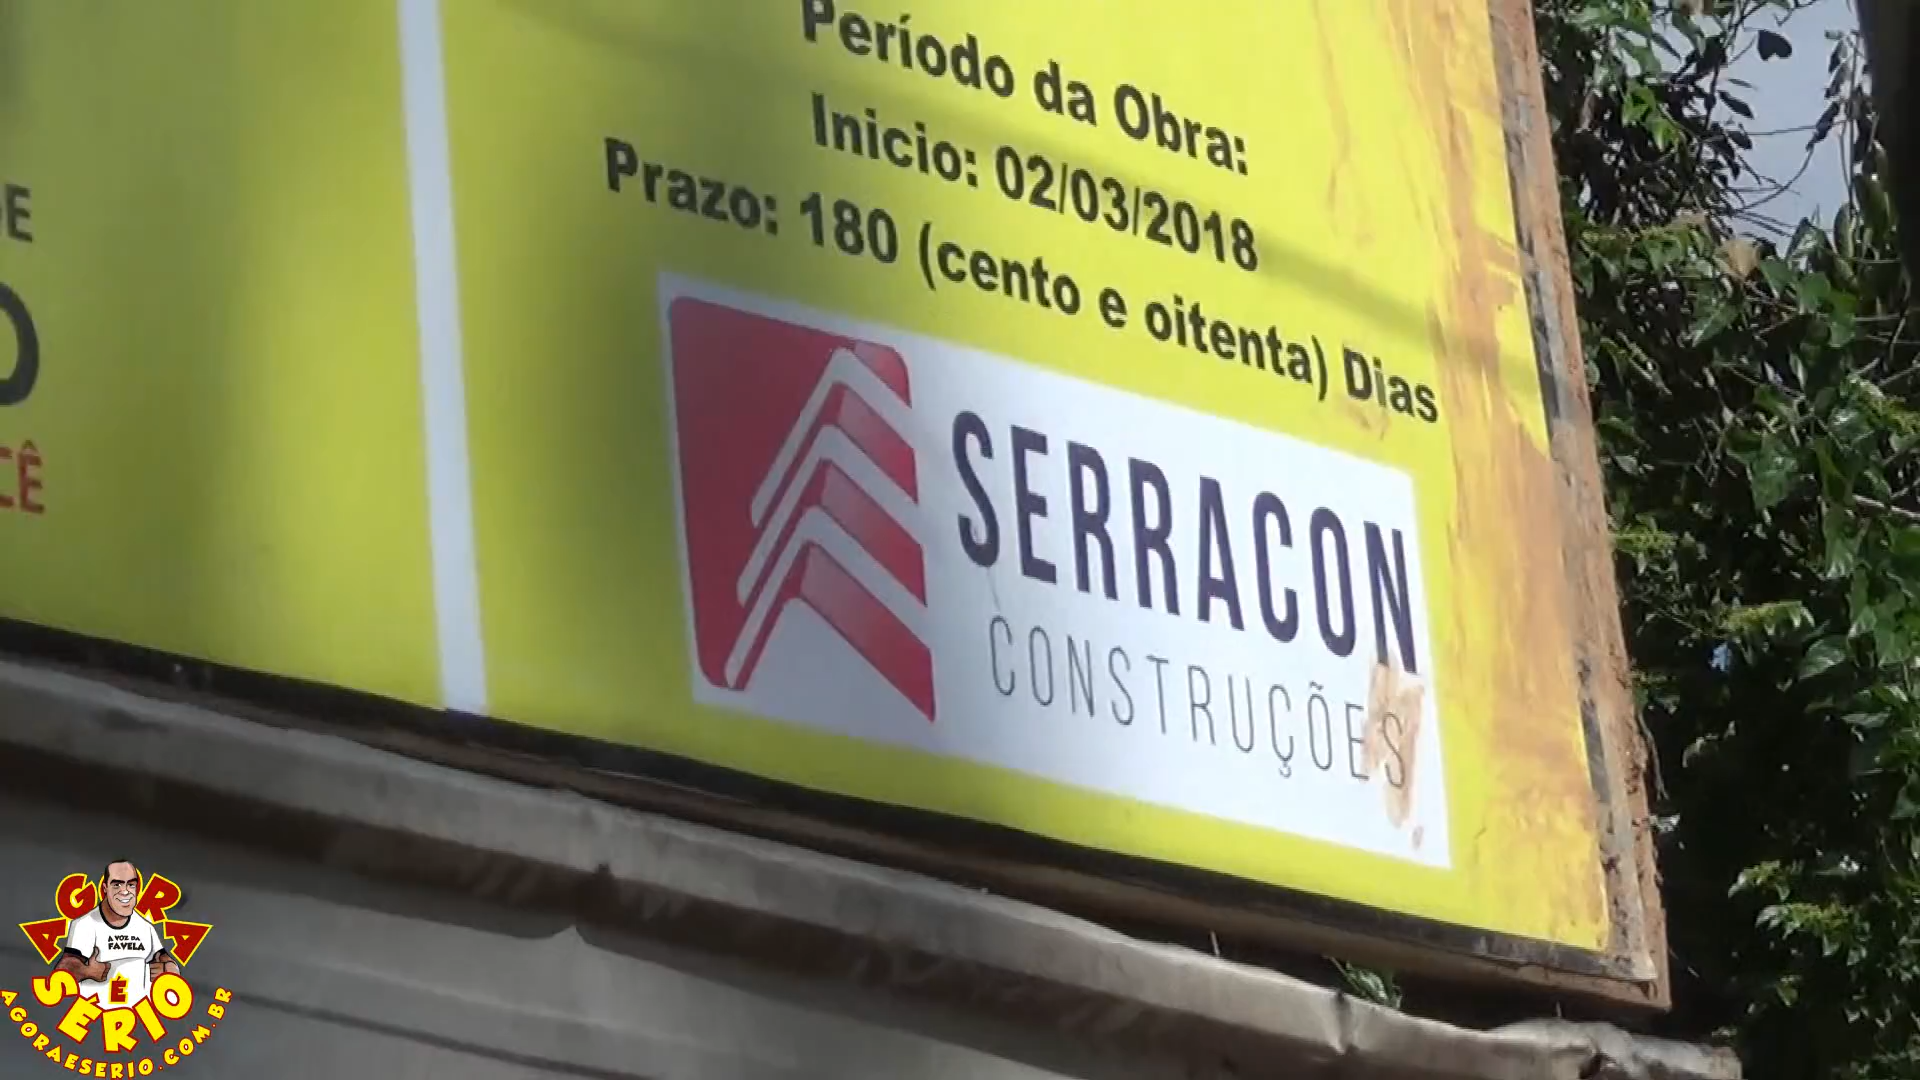 Período da Obra:
Inicio: 02/03/2018
Prazo: 180 (cento e oitenta) Dias
SERRACON
CONSTRUÇÕES
AGORA
A VOZ DA
FAVELA
É
SÉRIO
AGORAESERIO.COM.BR